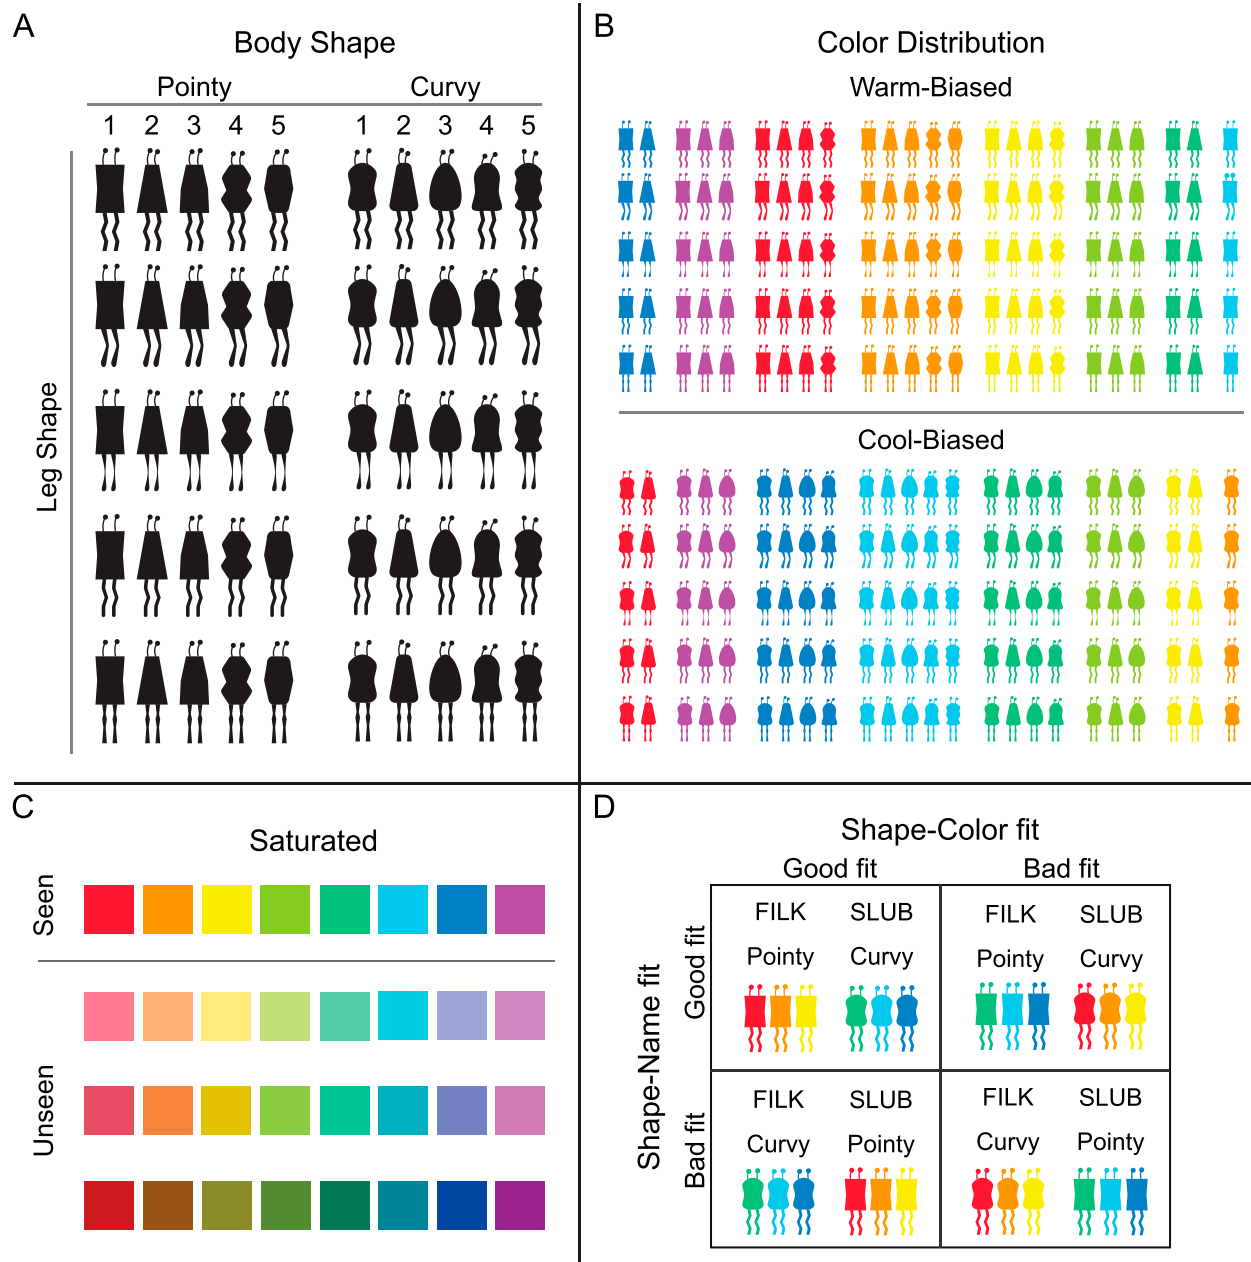 A
Body Shape
Pointy Curvy
1 2 3 4 5 1 2 3 4 5
Leg Shape
B
Color Distribution
Warm-Biased
Cool-Biased
C
Saturated
Seen
Unseen
D
Shape-Color fit
Good fit Bad fit
Shape-Name fit
Good fit
FILK SLUB FILK SLUB
Pointy Curvy Pointy Curvy
Bad fit
FILK SLUB FILK SLUB
Curvy Pointy Curvy Pointy